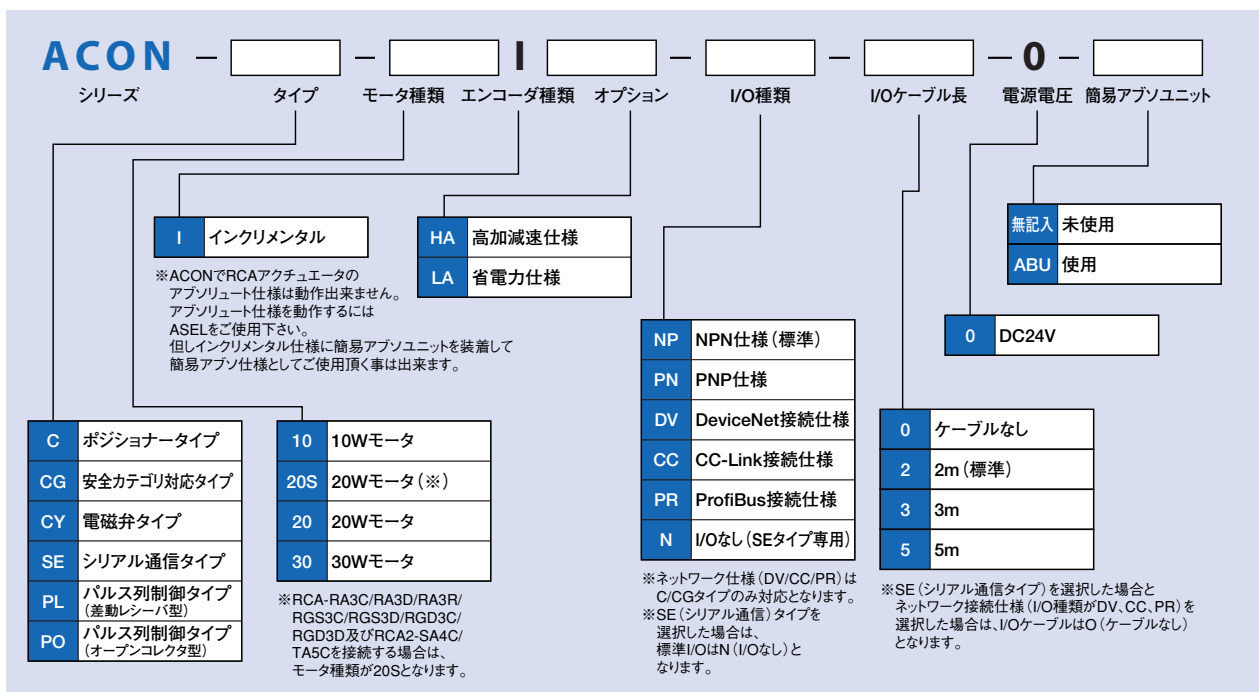 ACON − − I − − − 0 −
シリーズ タイプ モータ種類 エンコーダ種類 オプション I/O種類 I/Oケーブル長 電源電圧 簡易アブソユニット
I インクリメンタル
※ACONでRCAアクチュエータの
アブソリュート仕様は動作出来ません。
アブソリュート仕様を動作するには
ASELをご使用下さい。
但しインクリメンタル仕様に簡易アブソユニットを装着して
簡易アブソ仕様としてご使用頂く事は出来ます。
HA 高加減速仕様
LA 省電力仕様
無記入 未使用
ABU 使用
0 DC24V
C ポジショナータイプ
CG 安全カテゴリ対応タイプ
CY 電磁弁タイプ
SE シリアル通信タイプ
PL パルス列制御タイプ
(差動レシーバ型)
PO パルス列制御タイプ
(オープンコレクタ型)
10 10Wモータ
20S 20Wモータ(※)
20 20Wモータ
30 30Wモータ
※RCA-RA3C/RA3D/RA3R/
RGS3C/RGS3D/RGD3C/
RGD3D及びRCA2-SA4C/
TA5Cを接続する場合は、
モータ種類が20Sとなります。
NP NPN仕様(標準)
PN PNP仕様
DV DeviceNet接続仕様
CC CC-Link接続仕様
PR ProfiBus接続仕様
N I/Oなし(SEタイプ専用)
※ネットワーク仕様(DV/CC/PR)は
C/CGタイプのみ対応となります。
※SE(シリアル通信)タイプを
選択した場合は、
標準I/OはN(I/Oなし)と
なります。
0 ケーブルなし
2 2m(標準)
3 3m
5 5m
※SE(シリアル通信タイプ)を選択した場合と
ネットワーク接続仕様(I/O種類がDV、CC、PR)を
選択した場合は、I/OケーブルはO(ケーブルなし)
となります。